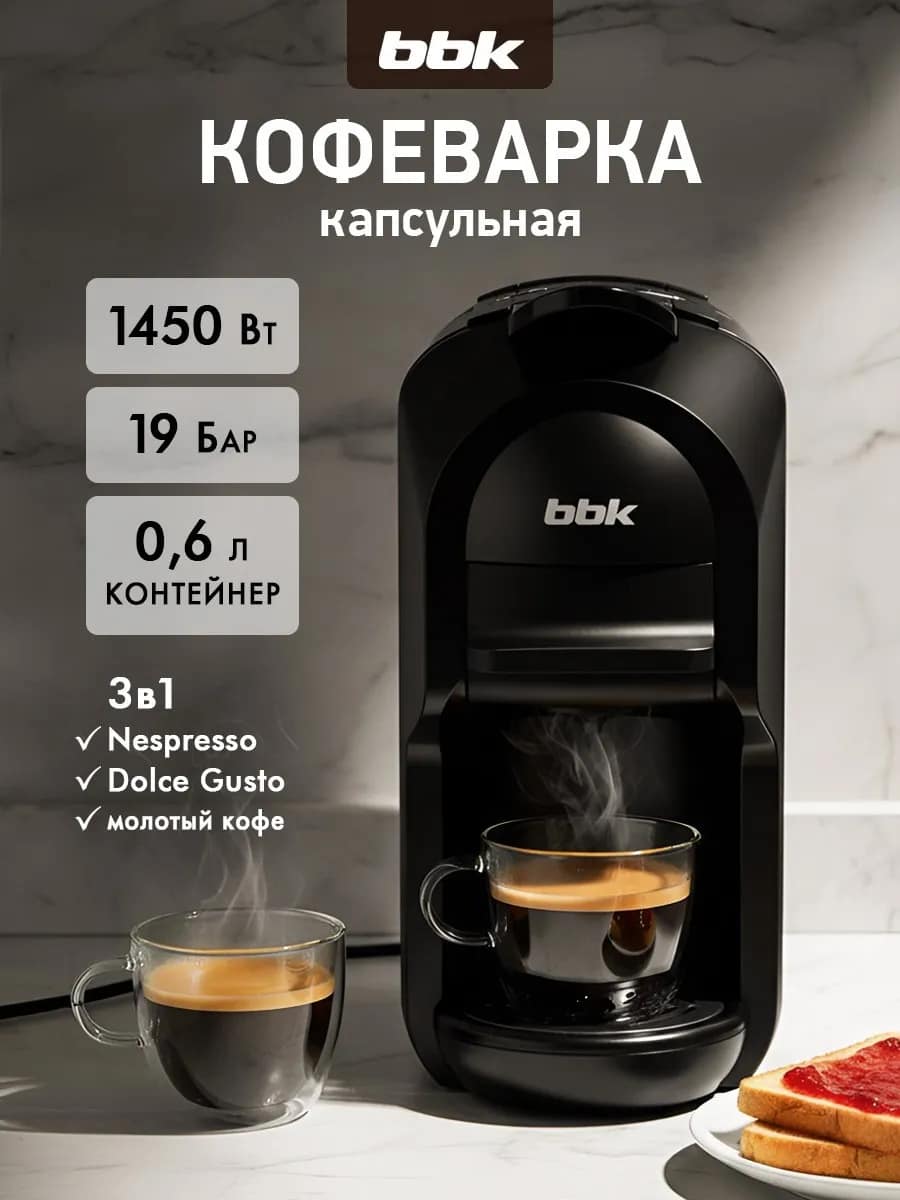 bbk
КОФЕВАРКА
капсульная
1450 Вт
19 Бар
0,6 л
КОНТЕЙНЕР
3в1
✓ Nespresso
✓ Dolce Gusto
✓ молотый кофе
bbk